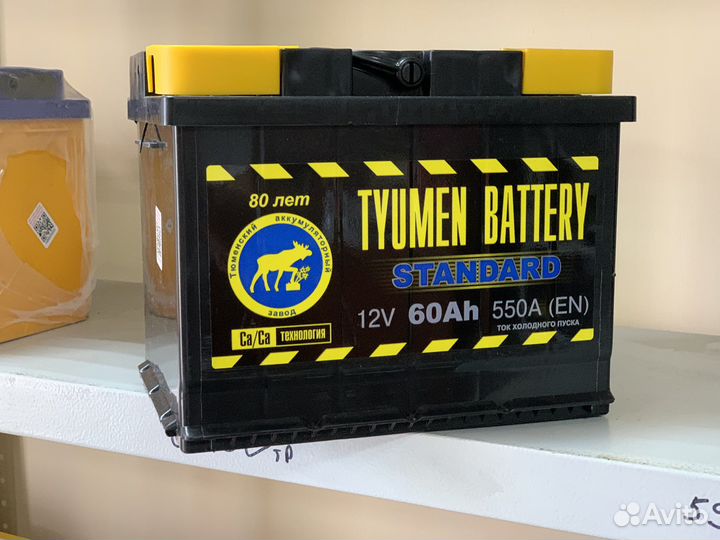 80 лет
Тюменский аккумуляторный
завод
Ca/Ca технология
TYUMEN BATTERY
STANDARD
12V 60Ah 550A (EN)
ТОК ХОЛОДНОГО ПУСКА
тр
Avito